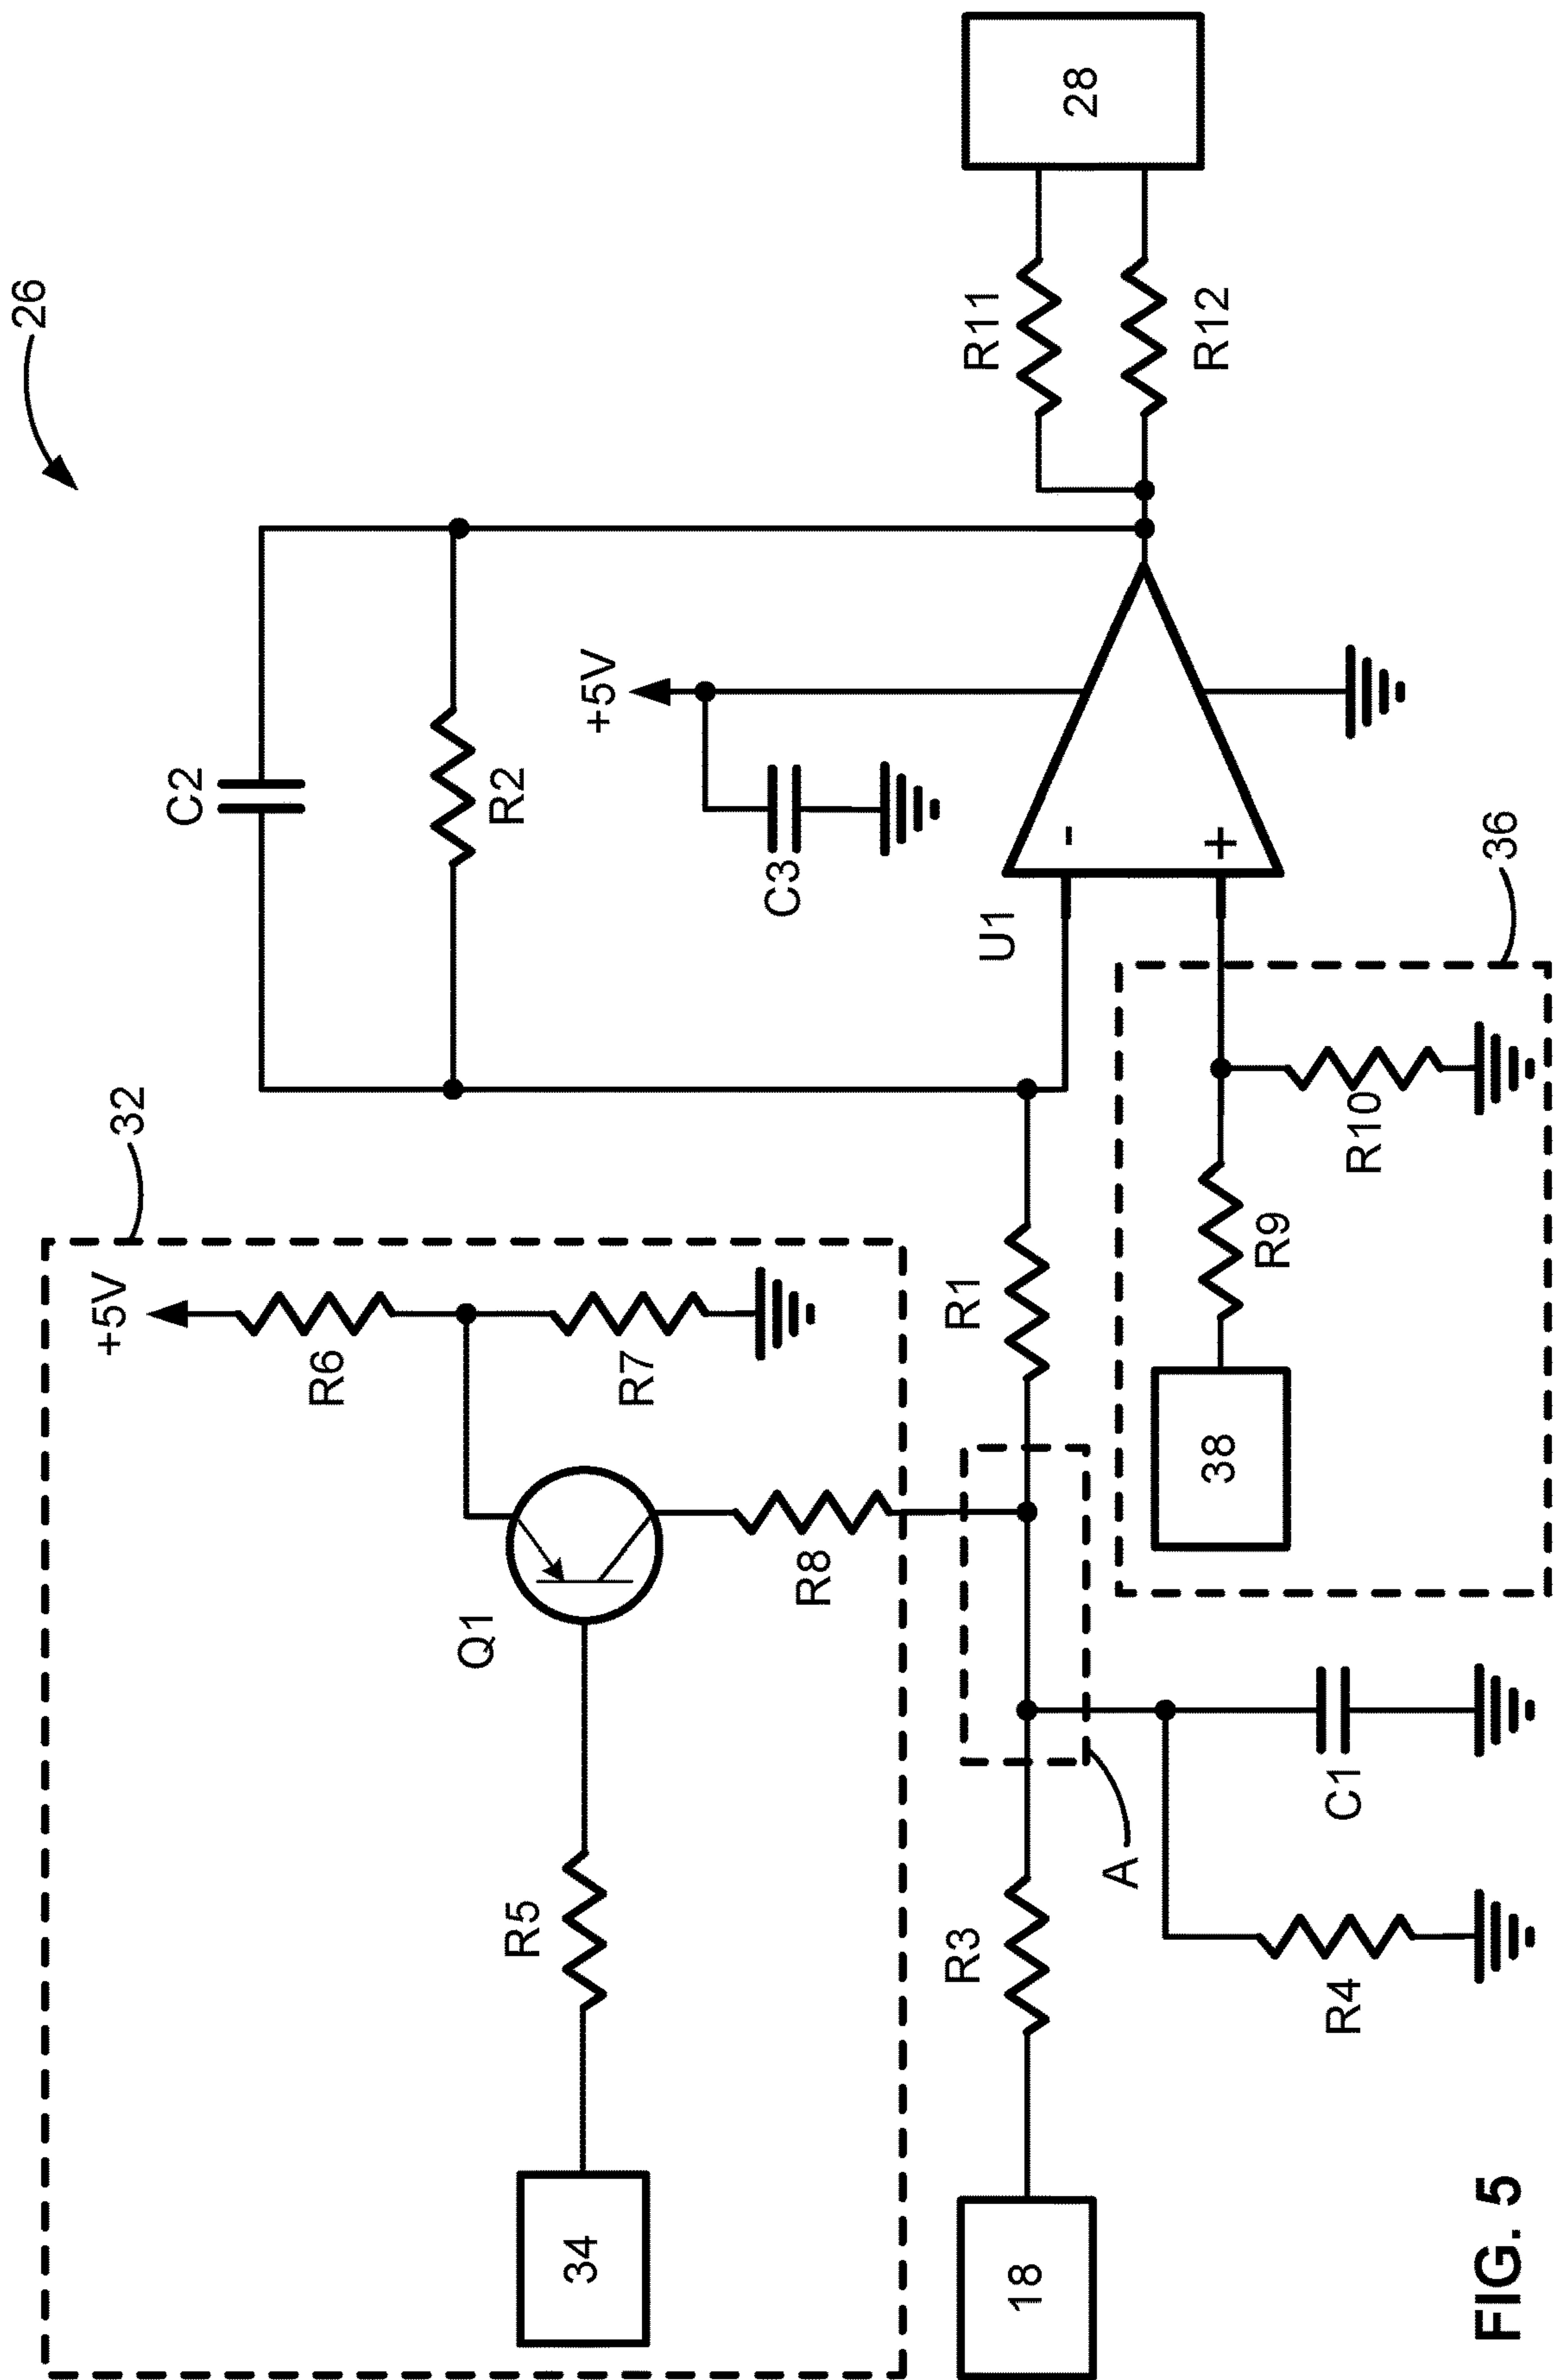 26
32
+5V
R6
R7
Q1
R5
34
R8
C2
R2
+5V
C3
U1
-
+
R11
R12
28
18
R3
A
R4
C1
R1
36
38
R9
R10
FIG. 5